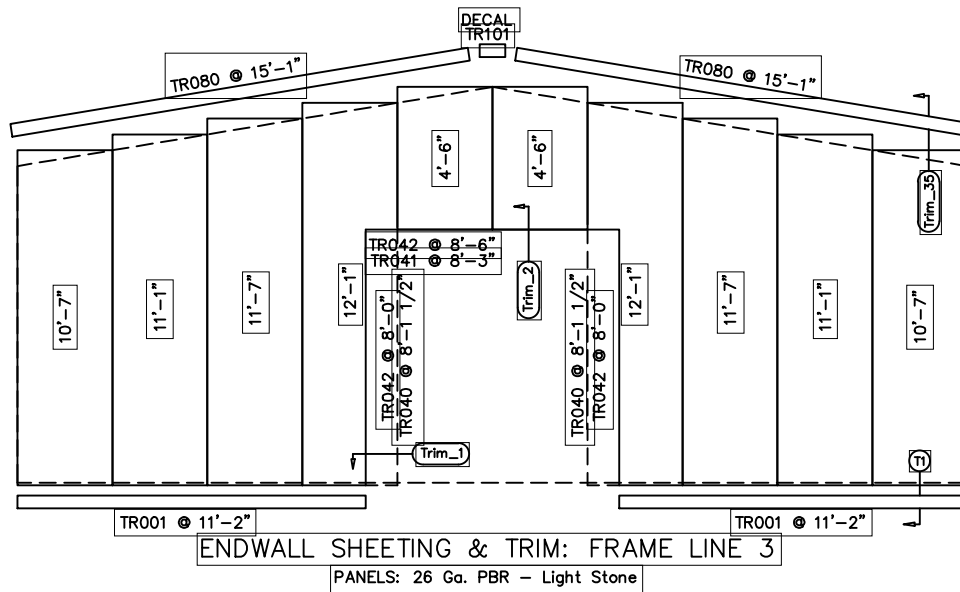 DECAL
TR101
TR080 @ 15'-1"
TR080 @ 15'-1"
4'-6"
4'-6"
Trim_35
TR042 @ 8'-6"
TR041 @ 8'-3"
Trim_2
10'-7"
11'-1"
11'-7"
12'-1"
TR042 @ 8'-0"
TR040 @ 8'-1 1/2"
TR040 @ 8'-1 1/2"
TR042 @ 8'-0"
12'-1"
11'-7"
11'-1"
10'-7"
Trim_1
T1
TR001 @ 11'-2"
TR001 @ 11'-2"
ENDWALL SHEETING & TRIM: FRAME LINE 3
PANELS: 26 Ga. PBR – Light Stone